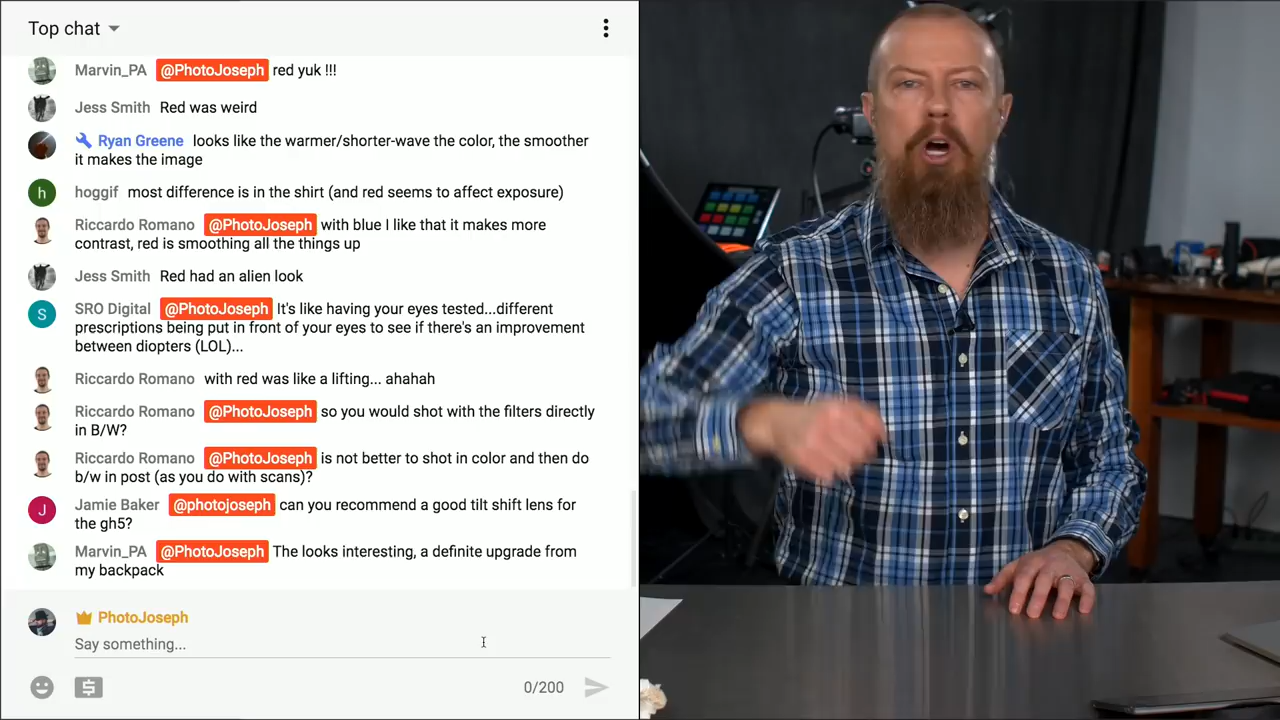 Top chat
Marvin_PA @PhotoJoseph red yuk !!!
Jess Smith Red was weird
Ryan Greene looks like the warmer/shorter-wave the color, the smoother
it makes the image
h hoggif most difference is in the shirt (and red seems to affect exposure)
Riccardo Romano @PhotoJoseph with blue I like that it makes more
contrast, red is smoothing all the things up
Jess Smith Red had an alien look
S SRO Digital @PhotoJoseph It's like having your eyes tested...different
prescriptions being put in front of your eyes to see if there's an improvement
between diopters (LOL)...
Riccardo Romano with red was like a lifting... ahahah
Riccardo Romano @PhotoJoseph so you would shot with the filters directly
in B/W?
Riccardo Romano @PhotoJoseph is not better to shot in color and then do
b/w in post (as you do with scans)?
J Jamie Baker @photojoseph can you recommend a good tilt shift lens for
the gh5?
Marvin_PA @PhotoJoseph The looks interesting, a definite upgrade from
my backpack
PhotoJoseph
Say something...
0/200